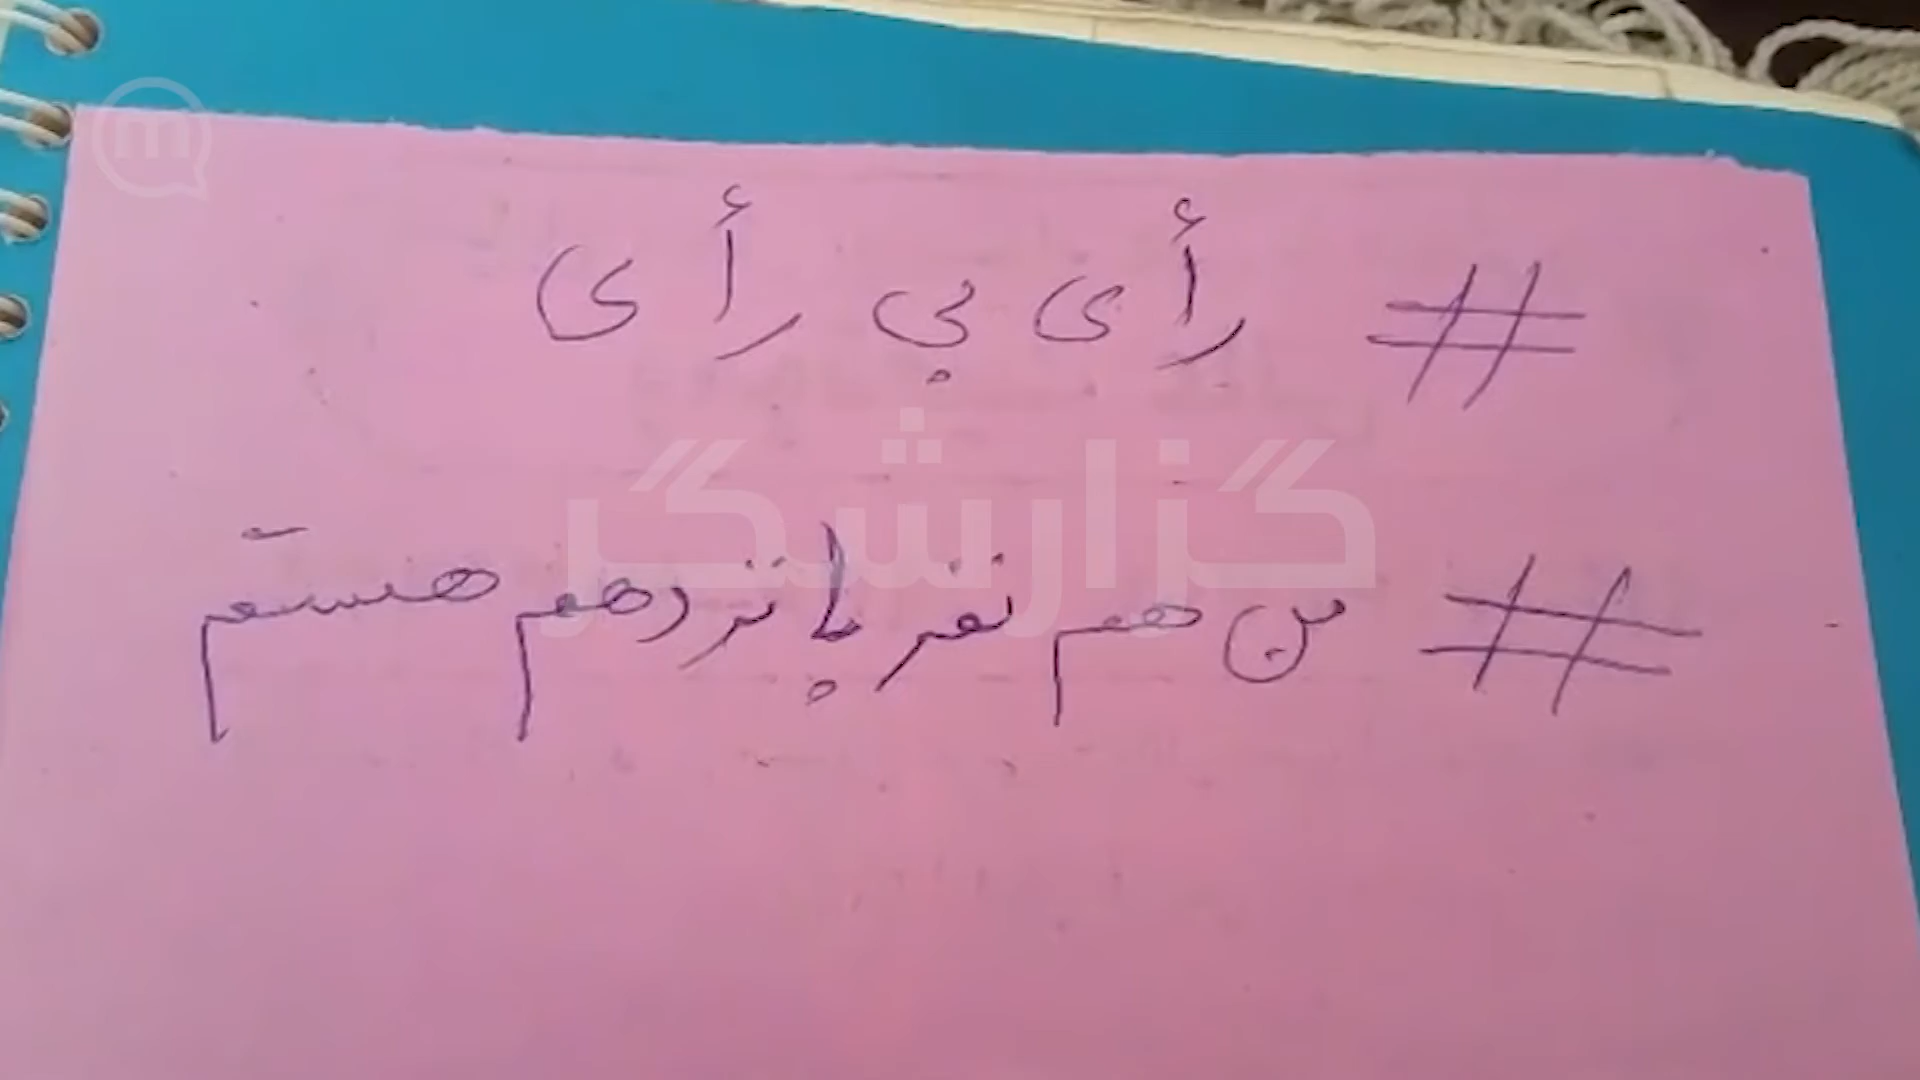 # رأی بی رأی
گزارشگر
# من هم نفر پانزدهم هستم
m